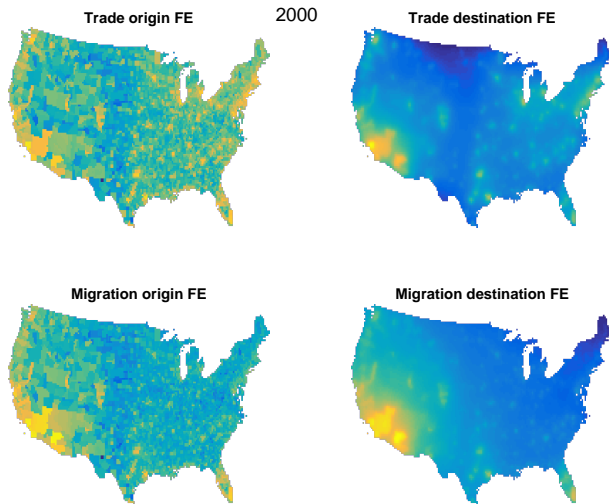 2000
Trade origin FE
Trade destination FE
Migration origin FE
Migration destination FE